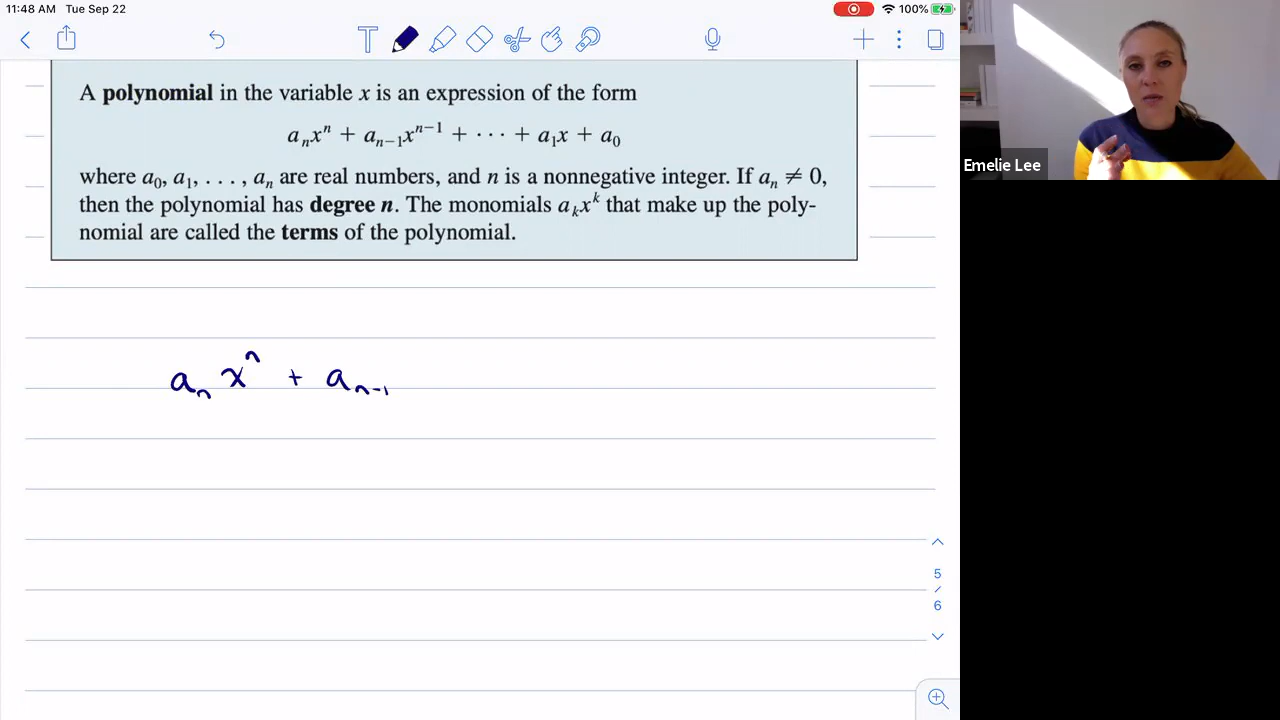 11:48 AM Tue Sep 22
100%
A polynomial in the variable x is an expression of the form
aₙxⁿ + aₙ₋₁xⁿ⁻¹ + · · · + a₁x + a₀
where a₀, a₁, . . . , aₙ are real numbers, and n is a nonnegative integer. If aₙ ≠ 0,
then the polynomial has degree n. The monomials aₖxᵏ that make up the poly-
nomial are called the terms of the polynomial.
aₙ xⁿ + aₙ₋₁
T
5
/
6
Emelie Lee